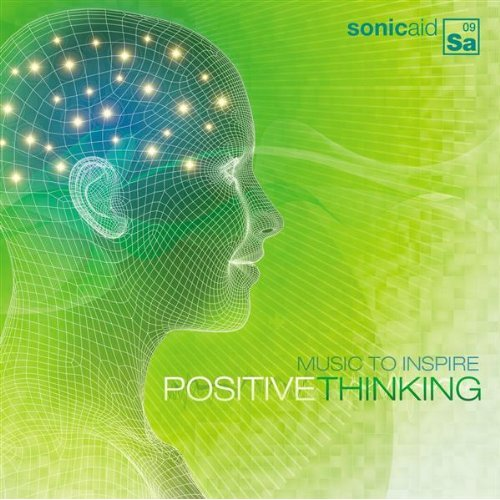 sonicaid
09
Sa
MUSIC TO INSPIRE
POSITIVETHINKING